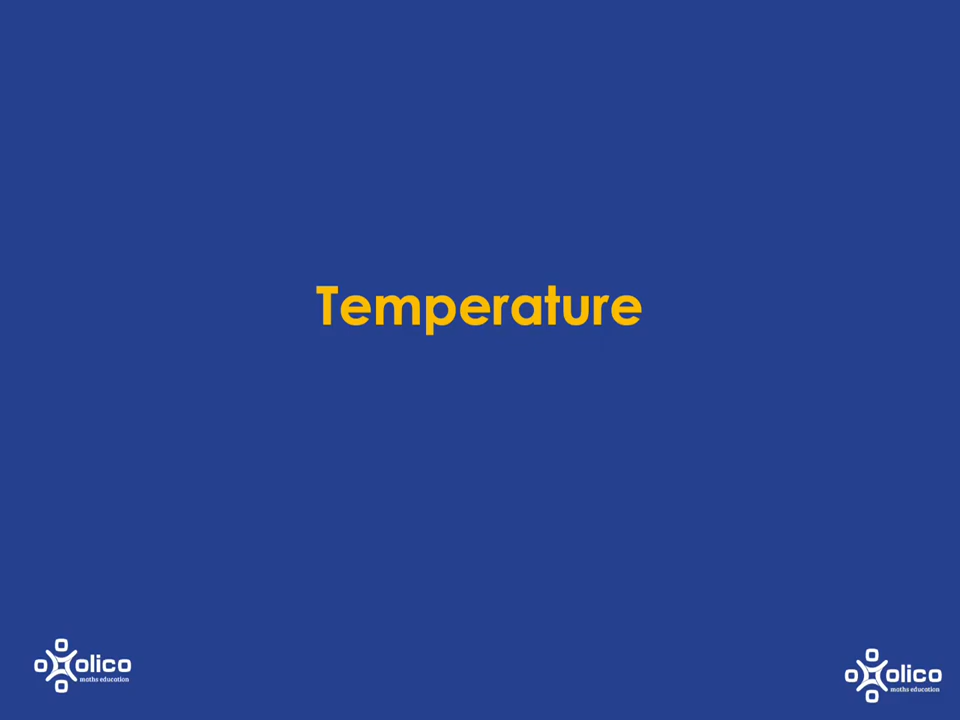 Temperature
olico
maths education
olico
maths education